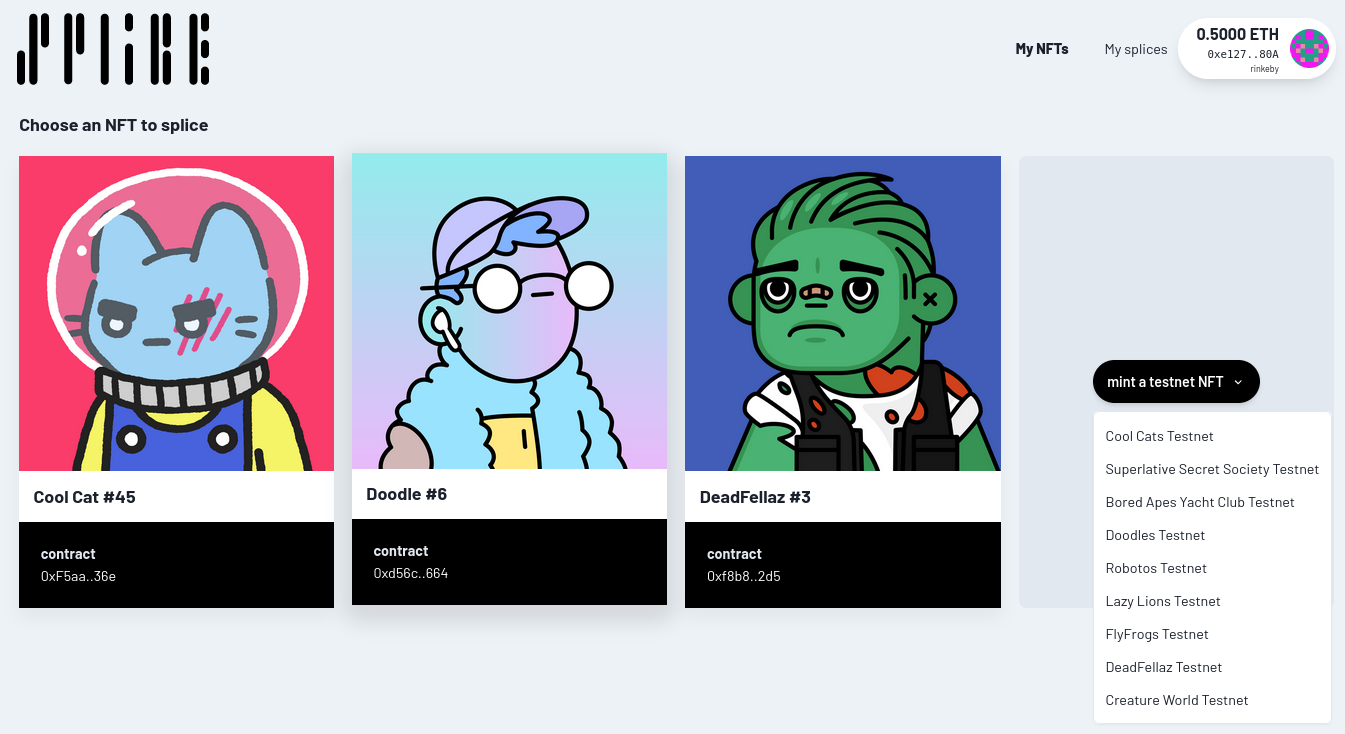 SPLICE
My NFTs
My splices
0.5000 ETH
0xe127..80A
rinkeby
Choose an NFT to splice
Cool Cat #45
contract
0xF5aa..36e
Doodle #6
contract
0xd56c..664
DeadFellaz #3
contract
0xf8b8..2d5
mint a testnet NFT
Cool Cats Testnet
Superlative Secret Society Testnet
Bored Apes Yacht Club Testnet
Doodles Testnet
Robotos Testnet
Lazy Lions Testnet
FlyFrogs Testnet
DeadFellaz Testnet
Creature World Testnet